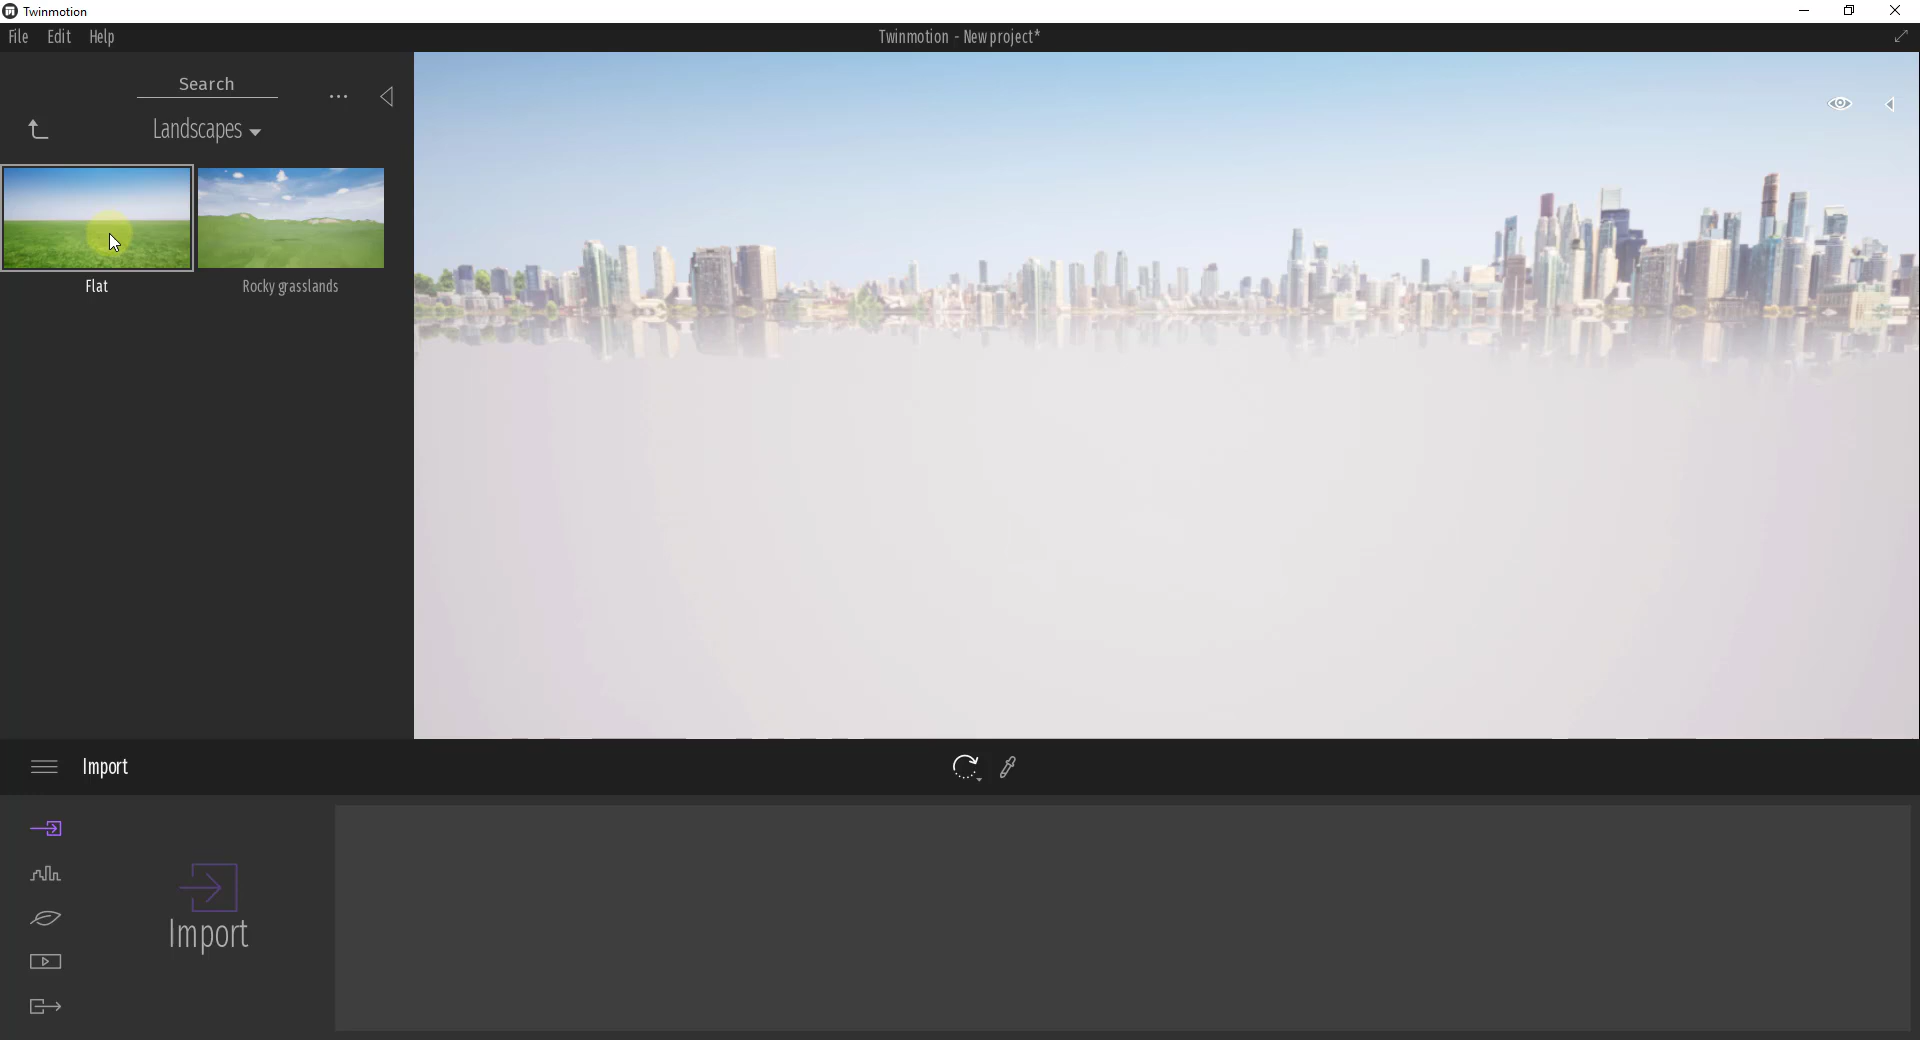 Twinmotion
File Edit Help
Twinmotion - New project*
Search
Landscapes
Flat
Rocky grasslands
Import
Import